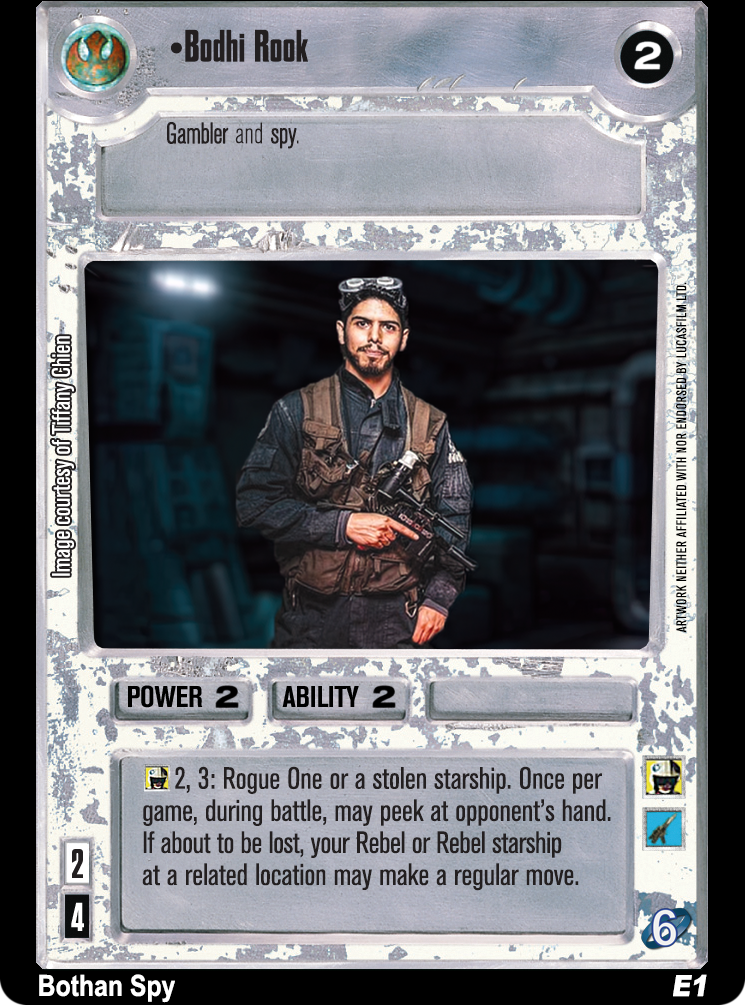 •Bodhi Rook
2
Gambler and spy.
Image courtesy of Tiffany Chien
ARTWORK NEITHER AFFILIATED WITH NOR ENDORSED BY LUCASFILM LTD.
POWER 2
ABILITY 2
2, 3: Rogue One or a stolen starship. Once per
game, during battle, may peek at opponent's hand.
If about to be lost, your Rebel or Rebel starship
at a related location may make a regular move.
2
4
6
Bothan Spy
E1